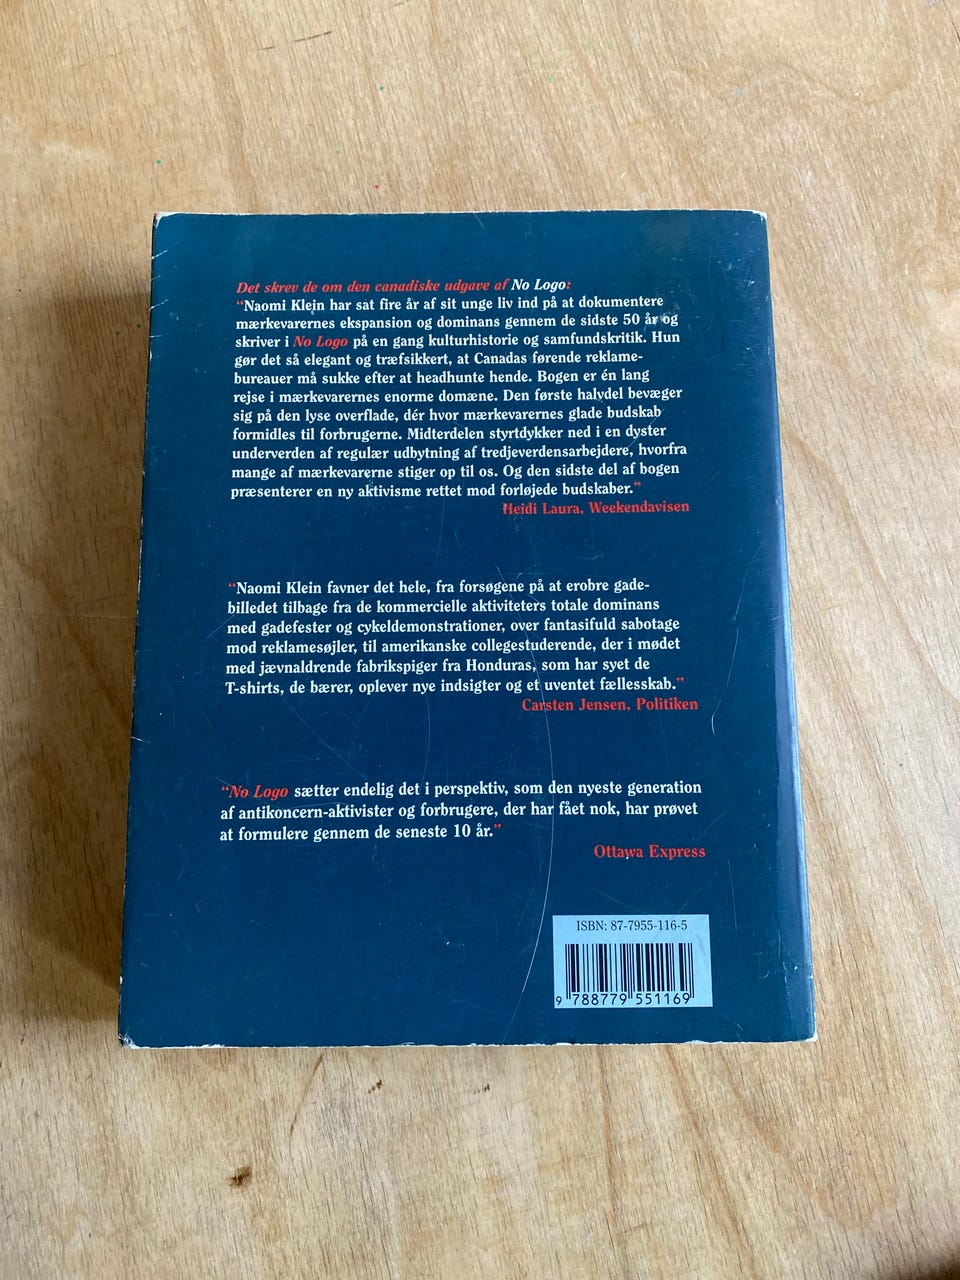 Det skrev de om den canadiske udgave af No Logo:
"Naomi Klein har sat fire år af sit unge liv ind på at dokumentere
mærkevarernes ekspansion og dominans gennem de sidste 50 år og
skriver i No Logo på en gang kulturhistorie og samfundskritik. Hun
gør det så elegant og træfsikkert, at Canadas førende reklame-
bureauer må sukke efter at headhunte hende. Bogen er én lang
rejse i mærkevarernes enorme domæne. Den første halvdel bevæger
sig på den lyse overflade, dér hvor mærkevarernes glade budskab
formidles til forbrugerne. Midterdelen styrtdykker ned i en dyster
underverden af regulær udbytning af tredjeverdensarbejdere, hvorfra
mange af mærkevarerne stiger op til os. Og den sidste del af bogen
præsenterer en ny aktivisme rettet mod forløjede budskaber."
Heidi Laura, Weekendavisen
"Naomi Klein favner det hele, fra forsøgene på at erobre gade-
billedet tilbage fra de kommercielle aktiviteters totale dominans
med gadefester og cykeldemonstrationer, over fantasifuld sabotage
mod reklamesøjler, til amerikanske collegestuderende, der i mødet
med jævnaldrende fabrikspiger fra Honduras, som har syet de
T-shirts, de bærer, oplever nye indsigter og et uventet fællesskab."
Carsten Jensen, Politiken
"No Logo sætter endelig det i perspektiv, som den nyeste generation
af antikoncern-aktivister og forbrugere, der har fået nok, har prøvet
at formulere gennem de seneste 10 år."
Ottawa Express
ISBN: 87-7955-116-5
9 788779 551169